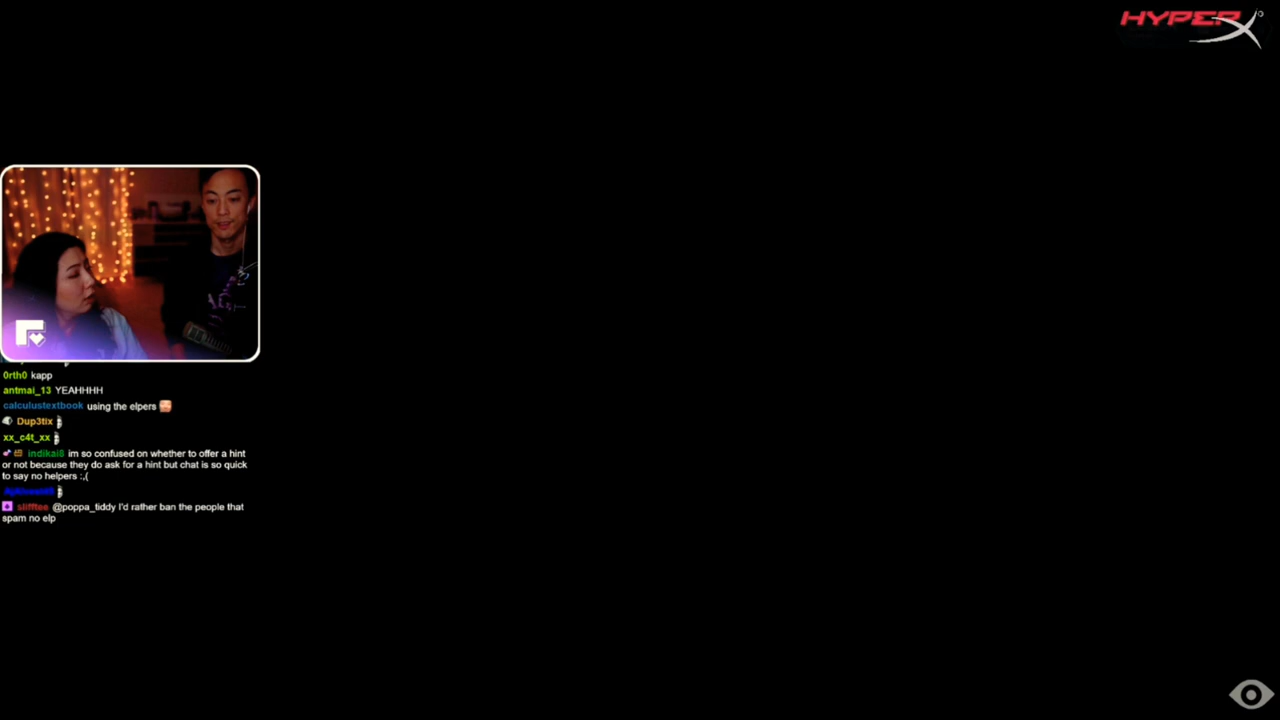 HYPERX
0rth0 kapp
antmai_13 YEAHHHH
calculustextbook using the elpers
Dup3tix
xx_c4t_xx
indikai8 im so confused on whether to offer a hint
or not because they do ask for a hint but chat is so quick
to say no helpers :,(
slifftee @poppa_tiddy I'd rather ban the people that
spam no elp